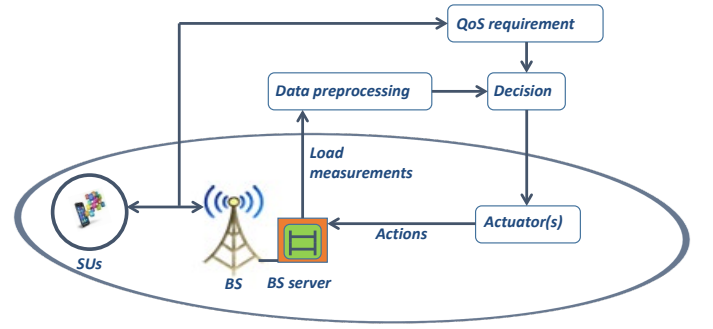 QoS requirement
Data preprocessing
Decision
Load
measurements
Actuator(s)
Actions
SUs
BS
BS server